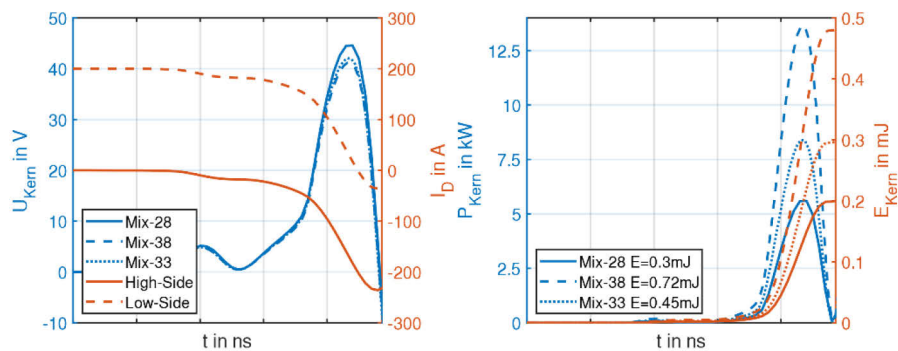 50
40
30
20
10
0
-10
U_Kern in V
300
200
100
0
-100
-200
-300
I_D in A
Mix-28
Mix-38
Mix-33
High-Side
Low-Side
t in ns
12.5
10
7.5
5
2.5
0
P_Kern in kW
0.5
0.4
0.3
0.2
0.1
0
E_Kern in mJ
Mix-28 E=0.3mJ
Mix-38 E=0.72mJ
Mix-33 E=0.45mJ
t in ns